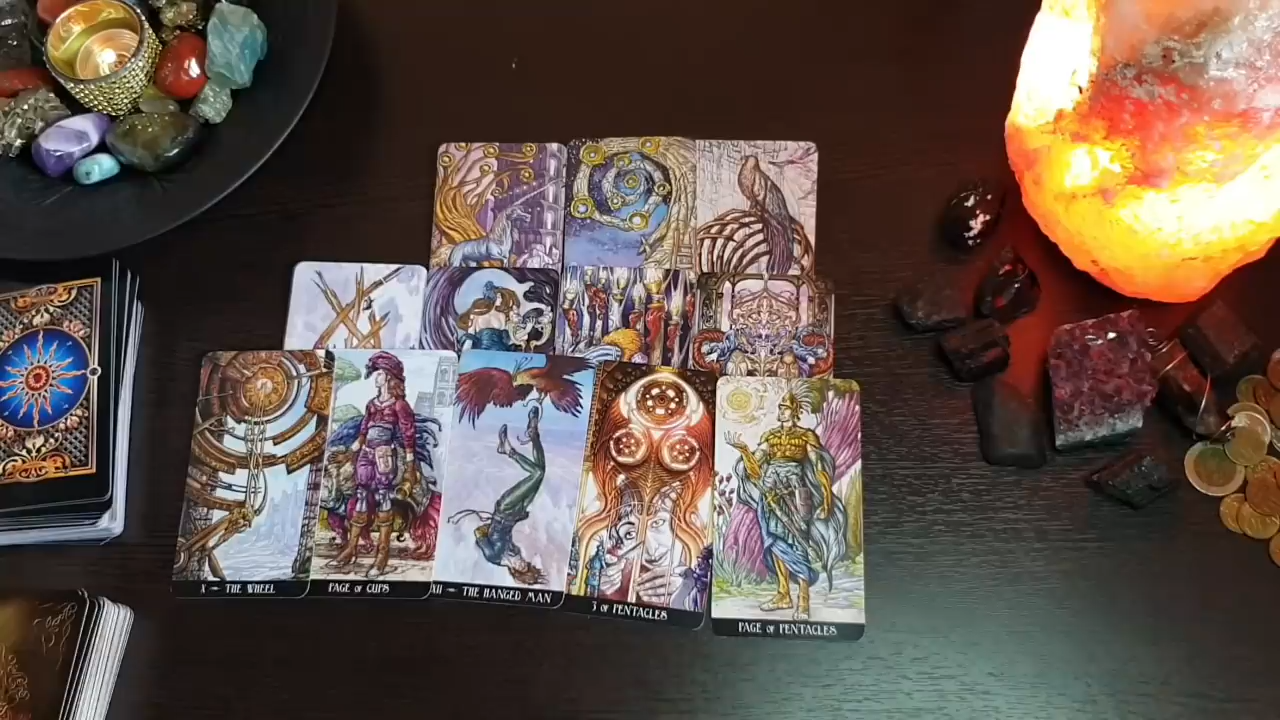 X — THE WHEEL
PAGE OF CUPS
XII — THE HANGED MAN
3 OF PENTACLES
PAGE OF PENTACLES